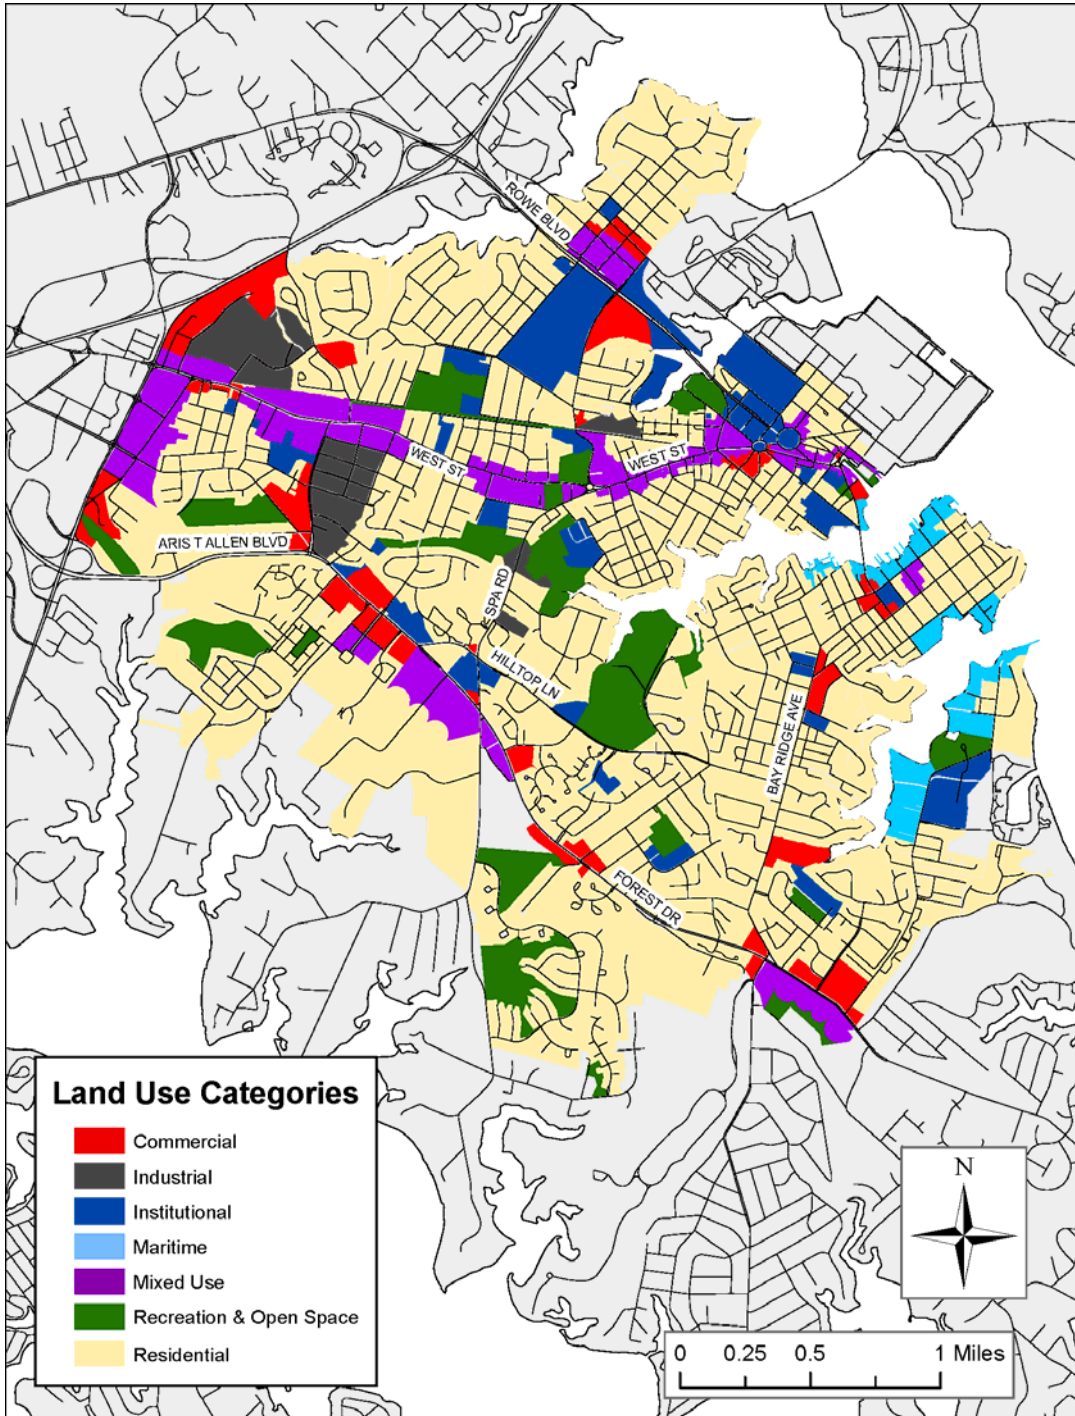 ROWE BLVD
WEST ST
WEST ST
ARIS T ALLEN BLVD
SPA RD
HILLTOP LN
BAY RIDGE AVE
FOREST DR
Land Use Categories
Commercial
Industrial
Institutional
Maritime
Mixed Use
Recreation & Open Space
Residential
N
0 0.25 0.5 1 Miles